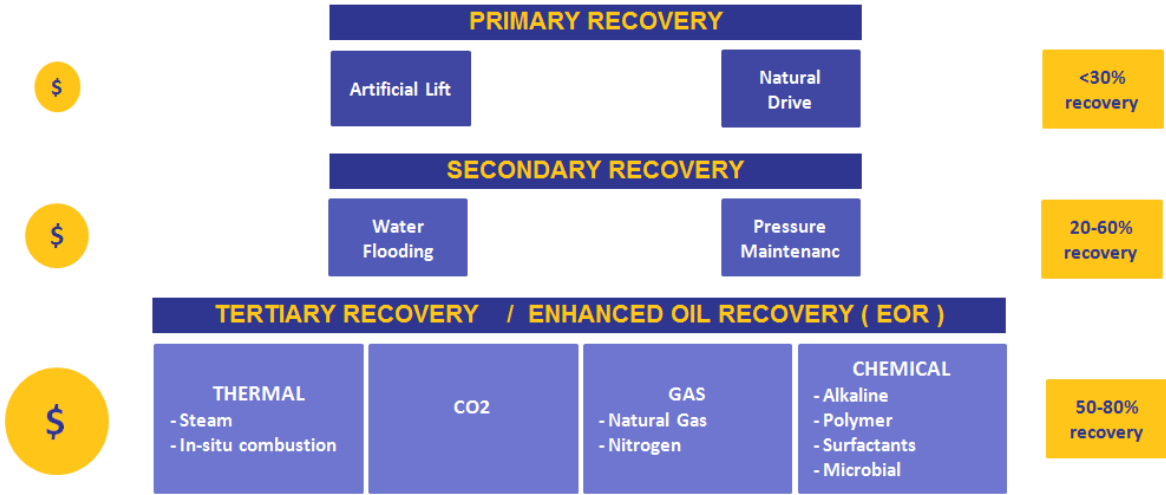 PRIMARY RECOVERY
$
Artificial Lift
Natural
Drive
<30%
recovery
SECONDARY RECOVERY
$
Water
Flooding
Pressure
Maintenanc
20-60%
recovery
TERTIARY RECOVERY / ENHANCED OIL RECOVERY ( EOR )
$
THERMAL
- Steam
- In-situ combustion
CO2
GAS
- Natural Gas
- Nitrogen
CHEMICAL
- Alkaline
- Polymer
- Surfactants
- Microbial
50-80%
recovery